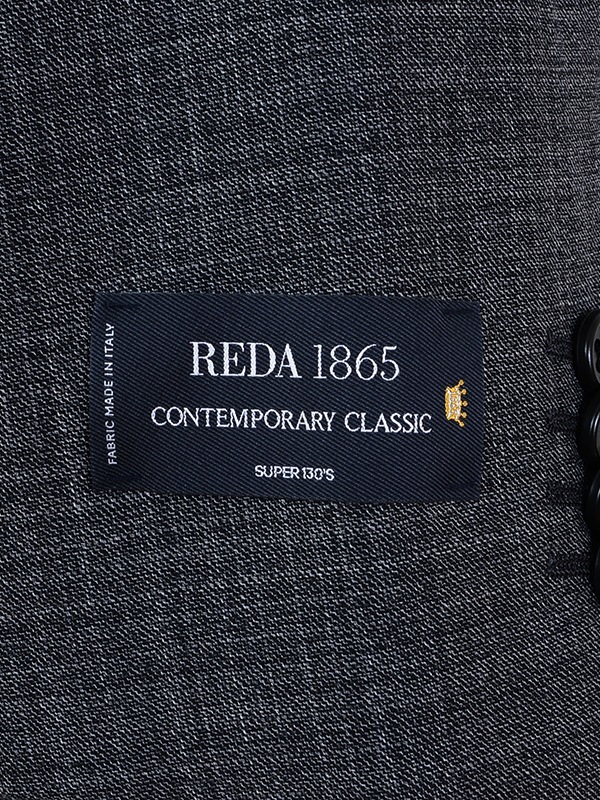 REDA 1865
CONTEMPORARY CLASSIC
SUPER 130'S
FABRIC MADE IN ITALY